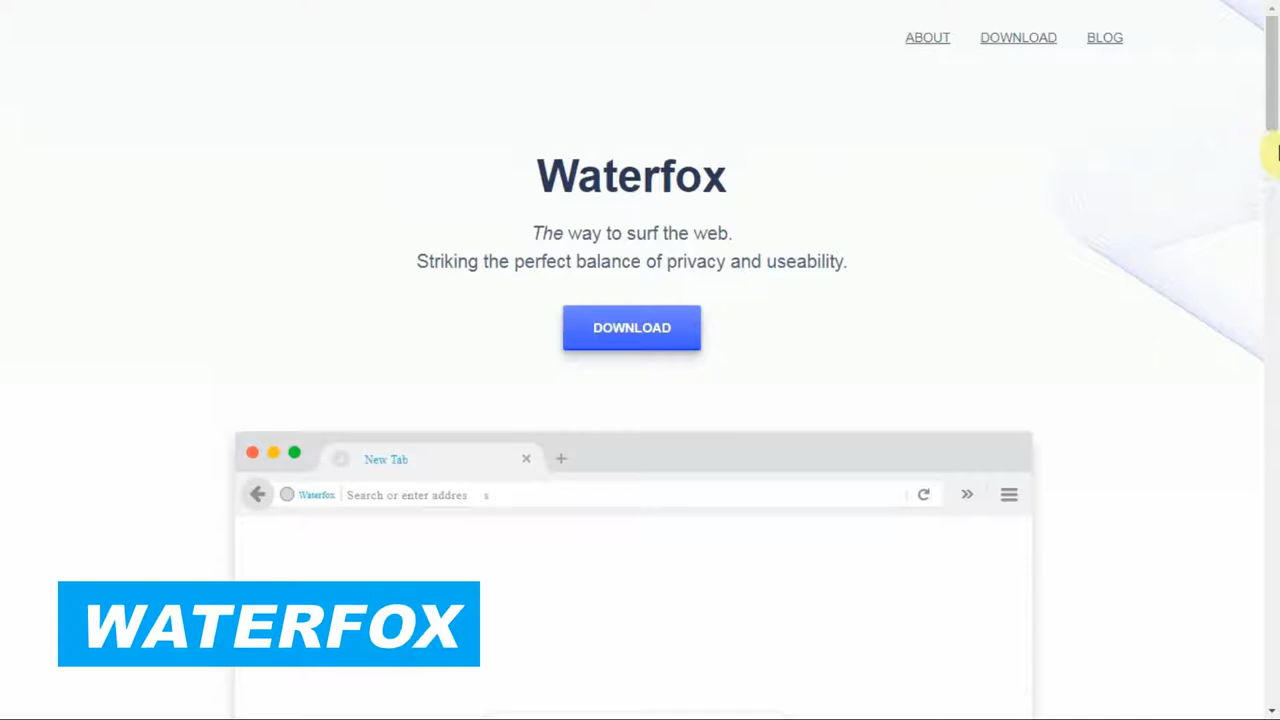 ABOUT DOWNLOAD BLOG
Waterfox
The way to surf the web.
Striking the perfect balance of privacy and useability.
DOWNLOAD
New Tab
Waterfox Search or enter addres s
WATERFOX